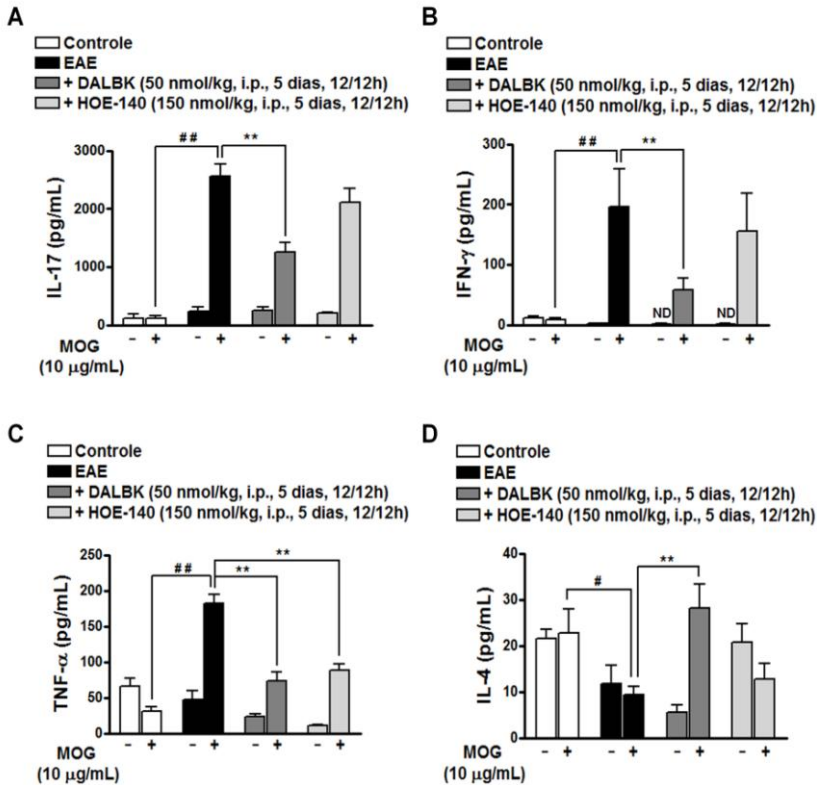 A
Controle
EAE
+ DALBK (50 nmol/kg, i.p., 5 dias, 12/12h)
+ HOE-140 (150 nmol/kg, i.p., 5 dias, 12/12h)
## **
IL-17 (pg/mL)
3000
2000
1000
0
- + - + - + - +
MOG
(10 µg/mL)
B
Controle
EAE
+ DALBK (50 nmol/kg, i.p., 5 dias, 12/12h)
+ HOE-140 (150 nmol/kg, i.p., 5 dias, 12/12h)
## **
IFN-γ (pg/mL)
300
200
100
0
ND ND
- + - + - + - +
MOG
(10 µg/mL)
C
Controle
EAE
+ DALBK (50 nmol/kg, i.p., 5 dias, 12/12h)
+ HOE-140 (150 nmol/kg, i.p., 5 dias, 12/12h)
**
## **
TNF-α (pg/mL)
250
200
150
100
50
0
- + - + - + - +
MOG
(10 µg/mL)
D
Controle
EAE
+ DALBK (50 nmol/kg, i.p., 5 dias, 12/12h)
+ HOE-140 (150 nmol/kg, i.p., 5 dias, 12/12h)
**
#
IL-4 (pg/mL)
40
30
20
10
0
- + - + - + - +
MOG
(10 µg/mL)